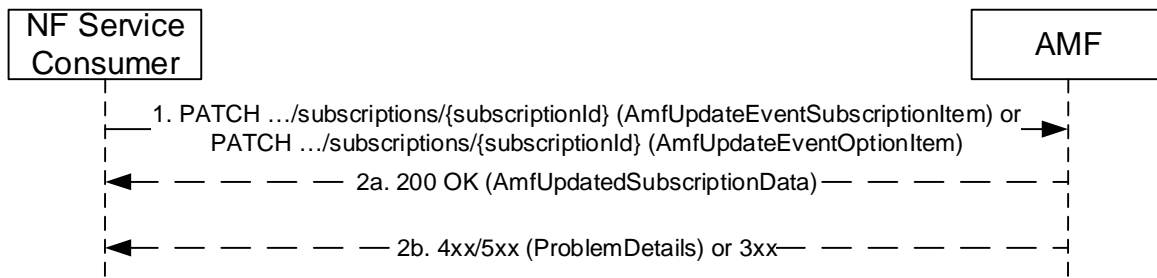 NF Service
Consumer
AMF
1. PATCH …/subscriptions/{subscriptionId} (AmfUpdateEventSubscriptionItem) or
PATCH …/subscriptions/{subscriptionId} (AmfUpdateEventOptionItem)
2a. 200 OK (AmfUpdatedSubscriptionData)
2b. 4xx/5xx (ProblemDetails) or 3xx